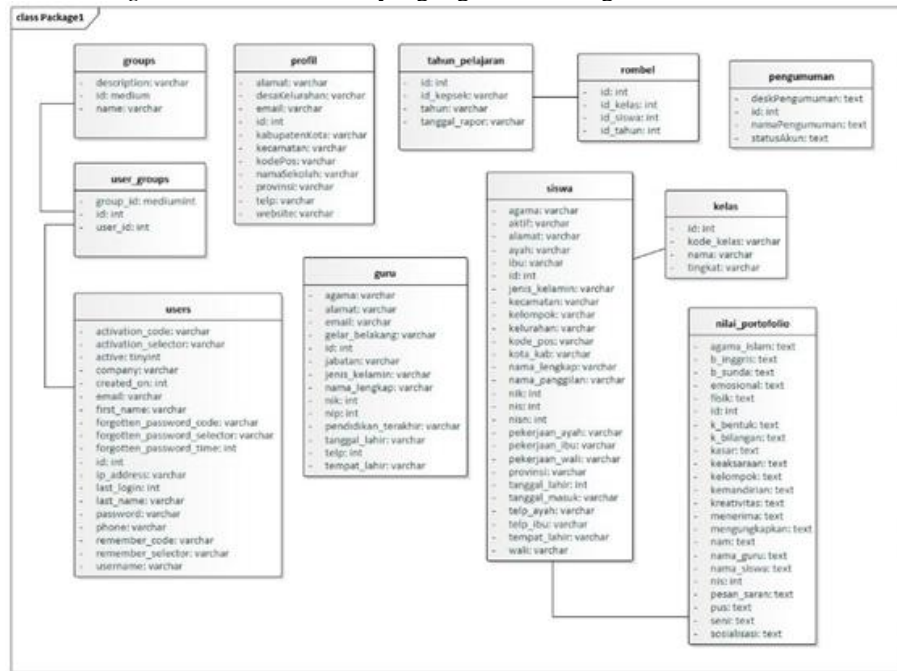 class Package1
groups
- description: varchar
- id: medium
- name: varchar
profil
- alamat: varchar
- desaKelurahan: varchar
- email: varchar
- id: int
- kabupatenKota: varchar
- kecamatan: varchar
- kodePos: varchar
- namaSekolah: varchar
- provinsi: varchar
- telp: varchar
- website: varchar
tahun_pelajaran
- id: int
- id_kepsek: varchar
- tahun: varchar
- tanggal_rapor: varchar
rombel
- id: int
- id_kelas: int
- id_siswa: int
- id_tahun: int
pengumuman
- deskPengumuman: text
- id: int
- namaPengumuman: text
- statusAkun: text
user_groups
- group_id: mediumint
- id: int
- user_id: int
siswa
- agama: varchar
- aktif: varchar
- alamat: varchar
- ayah: varchar
- ibu: varchar
- id: int
- jenis_kelamin: varchar
- kecamatan: varchar
- kelompok: varchar
- kelurahan: varchar
- kode_pos: varchar
- kota_kab: varchar
- nama_lengkap: varchar
- nama_panggilan: varchar
- nik: int
- nis: int
- nisn: int
- pekerjaan_ayah: varchar
- pekerjaan_ibu: varchar
- pekerjaan_wali: varchar
- provinsi: varchar
- tanggal_lahir: int
- tanggal_masuk: varchar
- telp_ayah: varchar
- telp_ibu: varchar
- tempat_lahir: varchar
- wali: varchar
kelas
- id: int
- kode_kelas: varchar
- nama: varchar
- tingkat: varchar
guru
- agama: varchar
- alamat: varchar
- email: varchar
- gelar_belakang: varchar
- id: int
- jabatan: varchar
- jenis_kelamin: varchar
- nama_lengkap: varchar
- nik: int
- nip: int
- pendidikan_terakhir: varchar
- tanggal_lahir: varchar
- telp: int
- tempat_lahir: varchar
users
- activation_code: varchar
- activation_selector: varchar
- active: tinyint
- company: varchar
- created_on: int
- email: varchar
- first_name: varchar
- forgotten_password_code: varchar
- forgotten_password_selector: varchar
- forgotten_password_time: int
- id: int
- ip_address: varchar
- last_login: int
- last_name: varchar
- password: varchar
- phone: varchar
- remember_code: varchar
- remember_selector: varchar
- username: varchar
nilai_portofolio
- agama_islam: text
- b_inggris: text
- b_sunda: text
- emosional: text
- fisik: text
- id: int
- k_bentuk: text
- k_bilangan: text
- kasar: text
- keaksaraan: text
- kelompok: text
- kemandirian: text
- kreativitas: text
- menerima: text
- mengungkapkan: text
- nam: text
- nama_guru: text
- nama_siswa: text
- nis: int
- pesan_saran: text
- pus: text
- seni: text
- sosialisasi: text